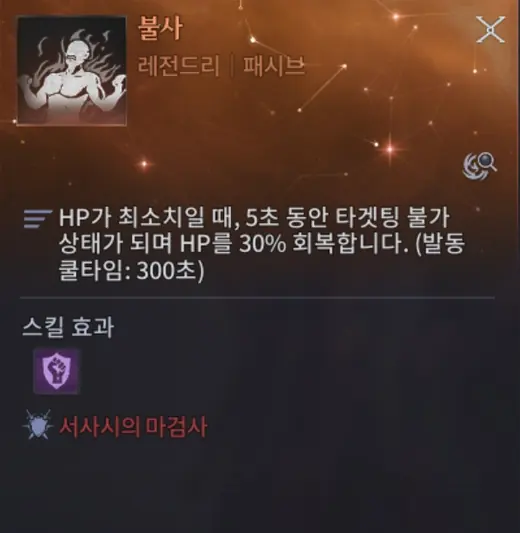 불사
레전드리 | 패시브
HP가 최소치일 때, 5초 동안 타겟팅 불가
상태가 되며 HP를 30% 회복합니다. (발동
쿨타임: 300초)
스킬 효과
서사시의 마검사